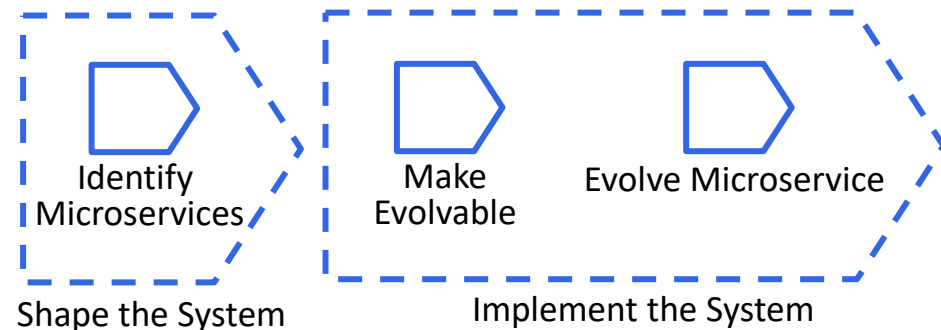 Identify
Microservices
Make
Evolvable
Evolve Microservice
Shape the System
Implement the System